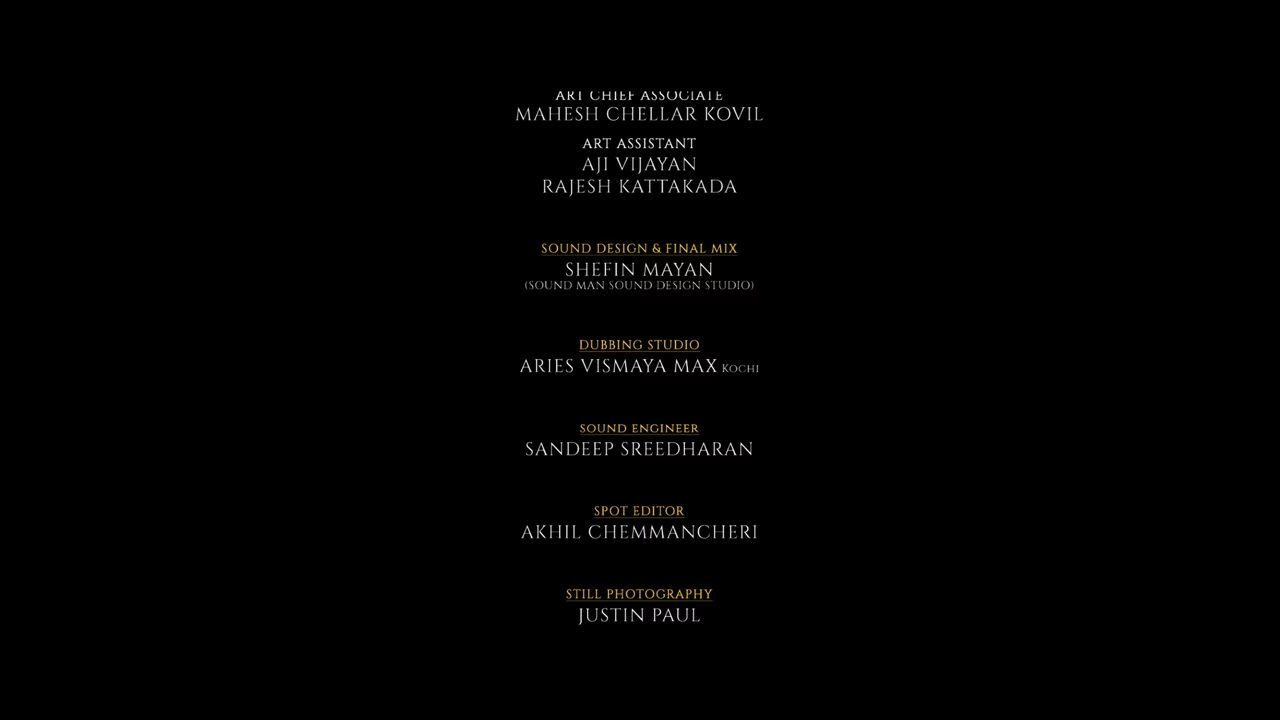 ART CHIEF ASSOCIATE
MAHESH CHELLAR KOVIL
ART ASSISTANT
AJI VIJAYAN
RAJESH KATTAKADA
SOUND DESIGN & FINAL MIX
SHEFIN MAYAN
(SOUND MAN SOUND DESIGN STUDIO)
DUBBING STUDIO
ARIES VISMAYA MAX KOCHI
SOUND ENGINEER
SANDEEP SREEDHARAN
SPOT EDITOR
AKHIL CHEMMANCHERI
STILL PHOTOGRAPHY
JUSTIN PAUL